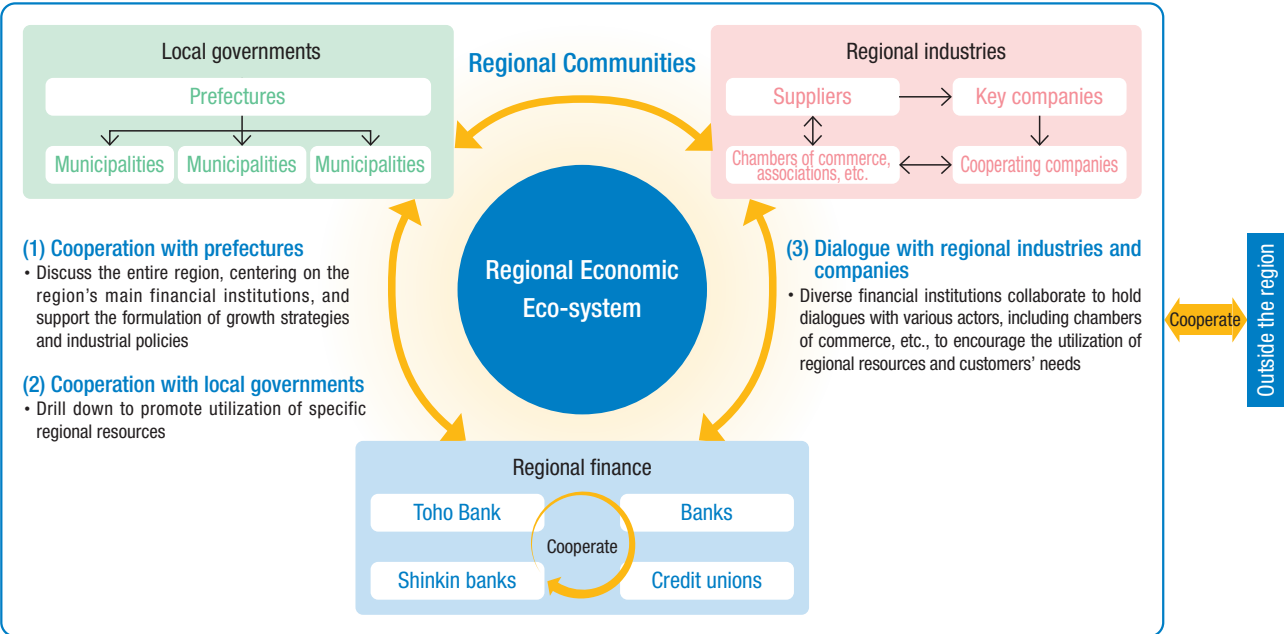 Local governments
Prefectures
Municipalities
Municipalities
Municipalities
Regional Communities
Regional industries
Suppliers
Key companies
Chambers of commerce,
associations, etc.
Cooperating companies
(1) Cooperation with prefectures
• Discuss the entire region, centering on the
region's main financial institutions, and
support the formulation of growth strategies
and industrial policies
(2) Cooperation with local governments
• Drill down to promote utilization of specific
regional resources
Regional Economic
Eco-system
(3) Dialogue with regional industries and
companies
• Diverse financial institutions collaborate to hold
dialogues with various actors, including chambers
of commerce, etc., to encourage the utilization of
regional resources and customers' needs
Cooperate
Outside the region
Regional finance
Toho Bank
Banks
Cooperate
Shinkin banks
Credit unions